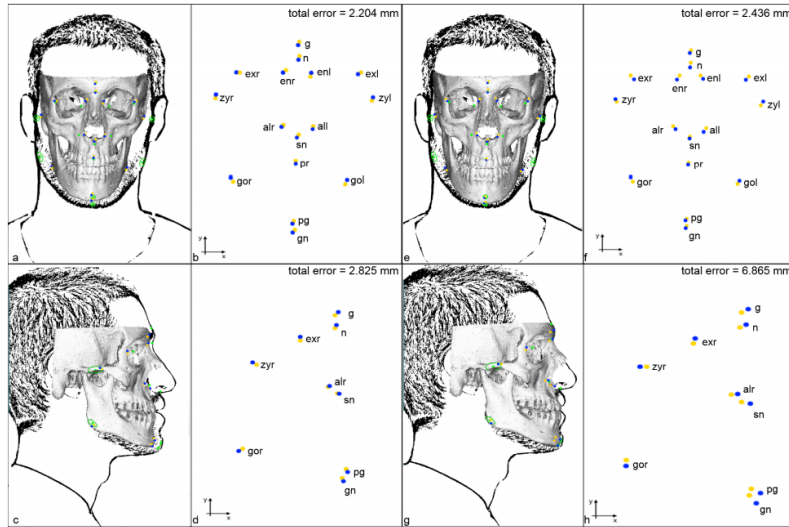 total error = 2.204 mm
g
n
exr
enr
enl
exl
zyr
zyl
alr
all
sn
pr
gor
gol
pg
gn
y
x
a
b
total error = 2.436 mm
g
n
exr
enr
enl
exl
zyr
zyl
alr
all
sn
pr
gor
gol
pg
gn
y
x
e
f
total error = 2.825 mm
g
n
exr
zyr
alr
sn
gor
pg
gn
y
x
c
d
total error = 6.865 mm
g
n
exr
zyr
alr
sn
gor
pg
gn
y
x
g
h